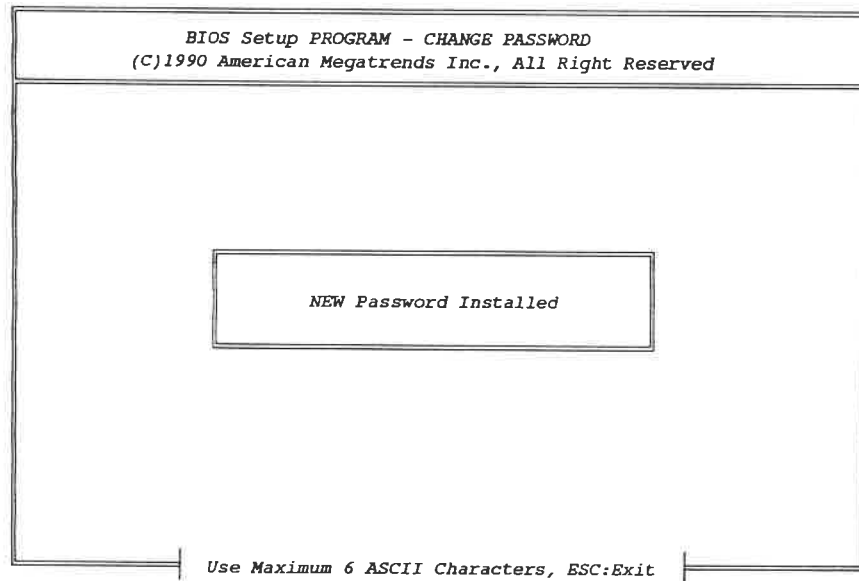 BIOS Setup PROGRAM - CHANGE PASSWORD
(C)1990 American Megatrends Inc., All Right Reserved
NEW Password Installed
Use Maximum 6 ASCII Characters, ESC:Exit